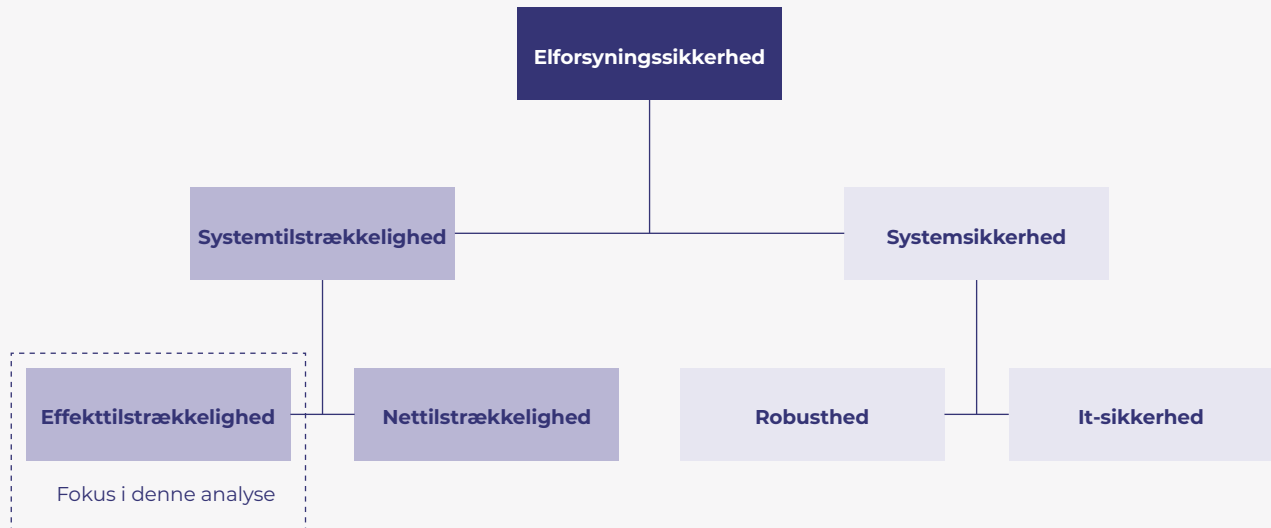 Elforsyningssikkerhed
Systemtilstrækkelighed
Systemsikkerhed
Effekttilstrækkelighed
Nettilstrækkelighed
Robusthed
It-sikkerhed
Fokus i denne analyse